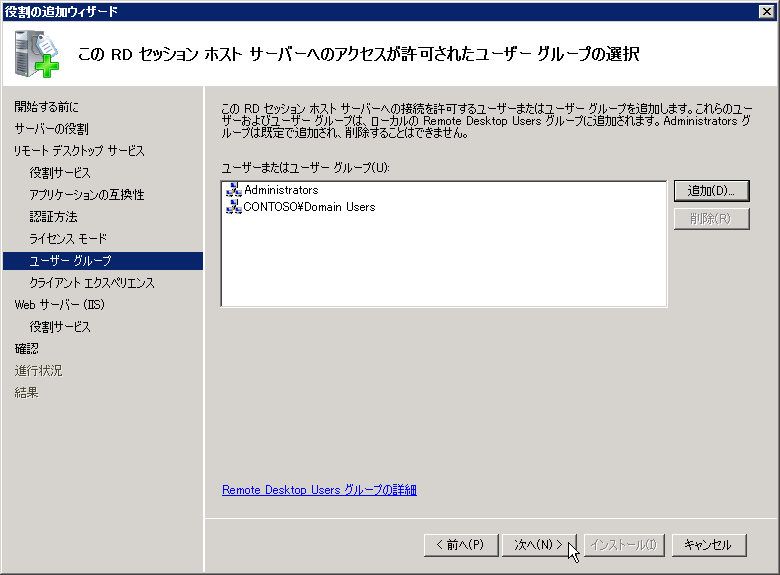 役割の追加ウィザード
この RD セッション ホスト サーバーへのアクセスが許可されたユーザー グループの選択
開始する前に
サーバーの役割
リモート デスクトップ サービス
役割サービス
アプリケーションの互換性
認証方法
ライセンス モード
ユーザー グループ
クライアント エクスペリエンス
Web サーバー (IIS)
役割サービス
確認
進行状況
結果
この RD セッション ホスト サーバーへの接続を許可するユーザーまたはユーザー グループを追加します。これらのユー
ザーおよびユーザー グループは、ローカルの Remote Desktop Users グループに追加されます。Administrators グ
ループは既定で追加され、削除することはできません。
ユーザーまたはユーザー グループ(U):
Administrators
CONTOSO¥Domain Users
追加(D)...
削除(R)
Remote Desktop Users グループの詳細
< 前へ(P)
次へ(N) >
インストール(I)
キャンセル